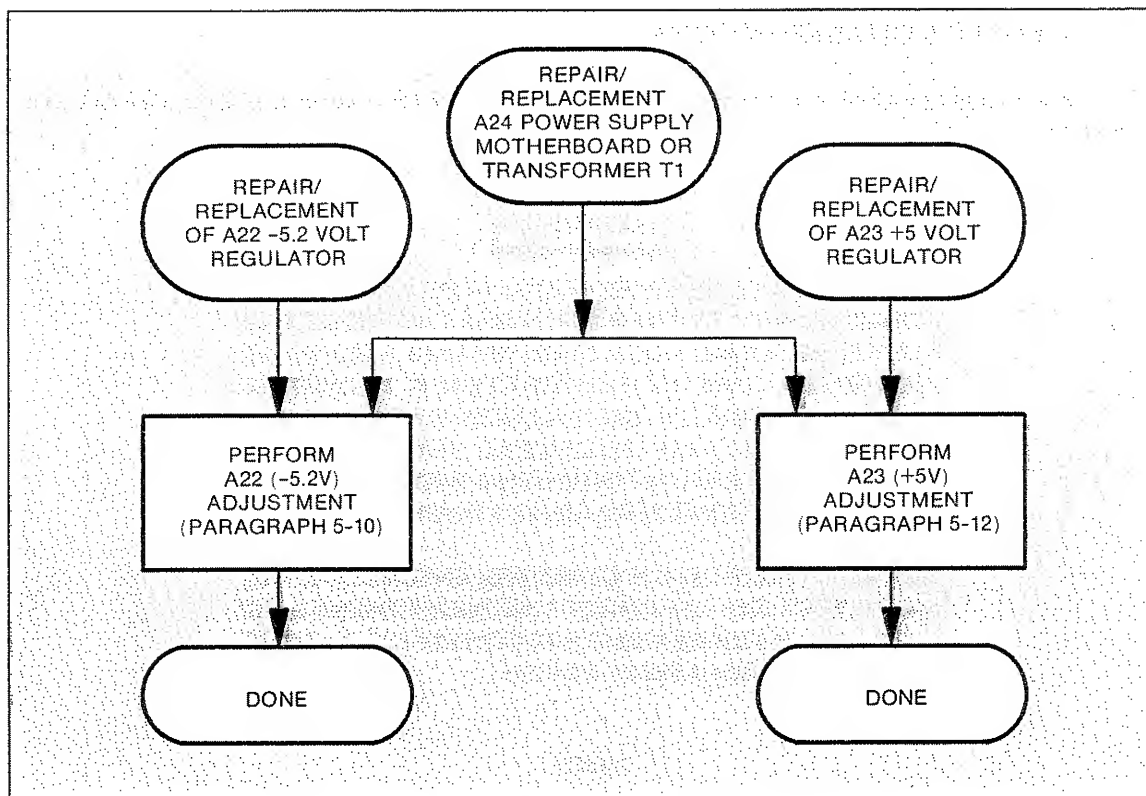 REPAIR/
REPLACEMENT
A24 POWER SUPPLY
MOTHERBOARD OR
TRANSFORMER T1
REPAIR/
REPLACEMENT
OF A22 -5.2 VOLT
REGULATOR
REPAIR/
REPLACEMENT
OF A23 +5 VOLT
REGULATOR
PERFORM
A22 (-5.2V)
ADJUSTMENT
(PARAGRAPH 5-10)
PERFORM
A23 (+5V)
ADJUSTMENT
(PARAGRAPH 5-12)
DONE
DONE